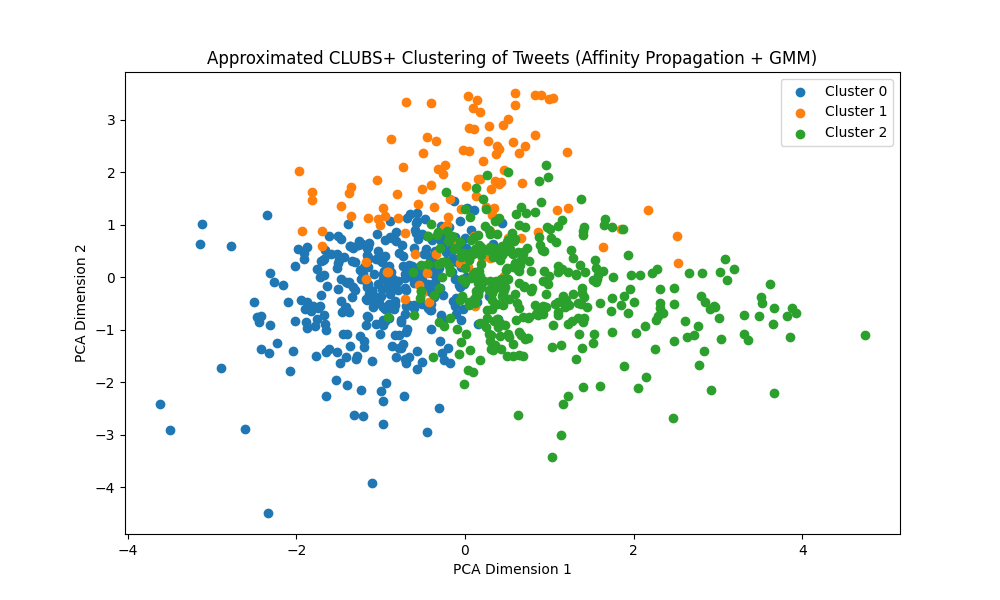 Approximated CLUBS+ Clustering of Tweets (Affinity Propagation + GMM)
Cluster 0
Cluster 1
Cluster 2
PCA Dimension 2
3
2
1
0
−1
−2
−3
−4
−4
−2
0
2
4
PCA Dimension 1